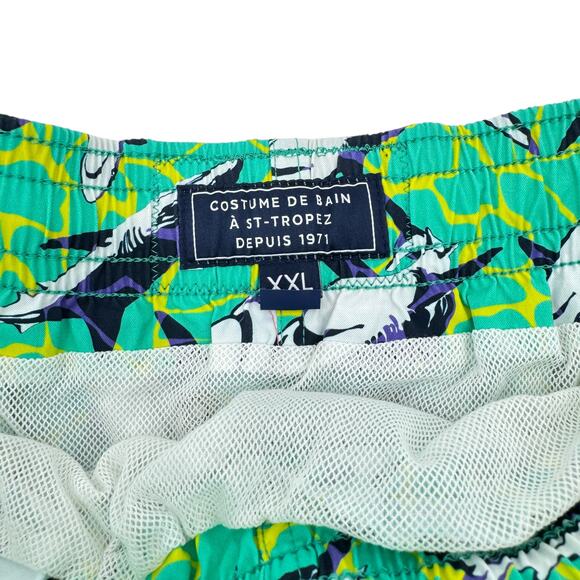 COSTUME DE BAIN
À ST-TROPEZ
DEPUIS 1971
XXL